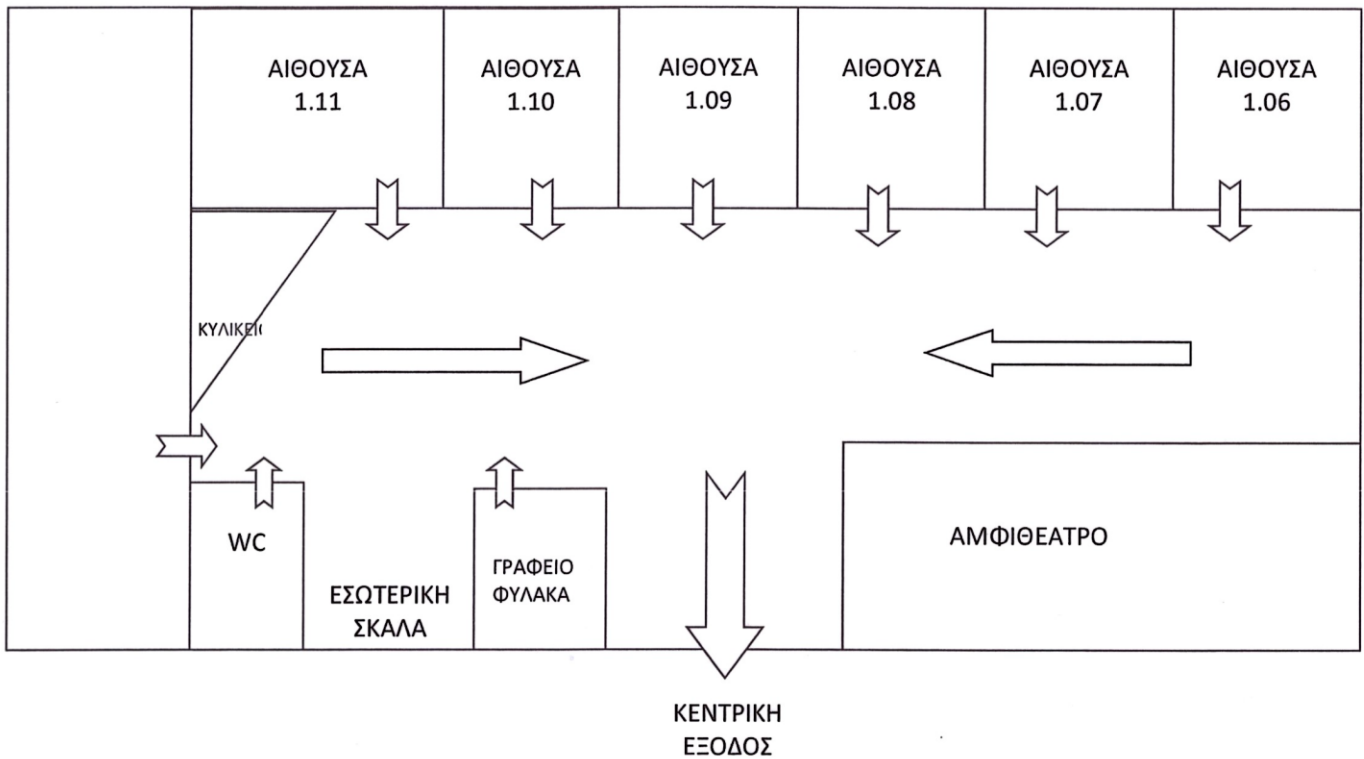 ΑΙΘΟΥΣΑ
1.11
ΑΙΘΟΥΣΑ
1.10
ΑΙΘΟΥΣΑ
1.09
ΑΙΘΟΥΣΑ
1.08
ΑΙΘΟΥΣΑ
1.07
ΑΙΘΟΥΣΑ
1.06
ΚΥΛΙΚΕΙΟ
WC
ΕΣΩΤΕΡΙΚΗ
ΣΚΑΛΑ
ΓΡΑΦΕΙΟ
ΦΥΛΑΚΑ
ΑΜΦΙΘΕΑΤΡΟ
ΚΕΝΤΡΙΚΗ
ΕΞΟΔΟΣ